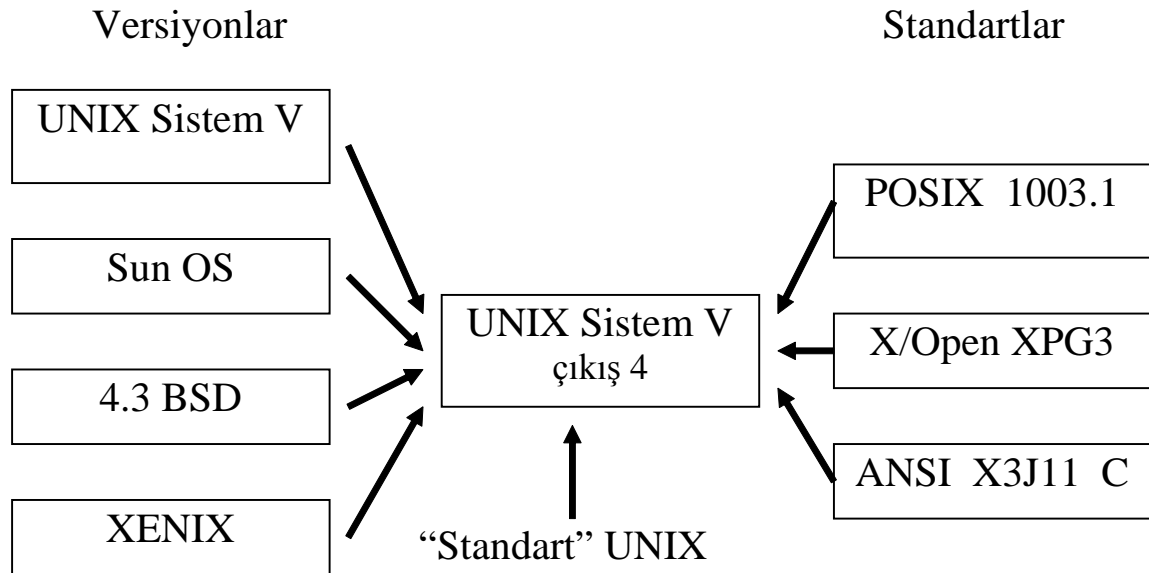 Versiyonlar
Standartlar
UNIX Sistem V
POSIX 1003.1
Sun OS
UNIX Sistem V
çıkış 4
X/Open XPG3
4.3 BSD
ANSI X3J11 C
XENIX
“Standart” UNIX